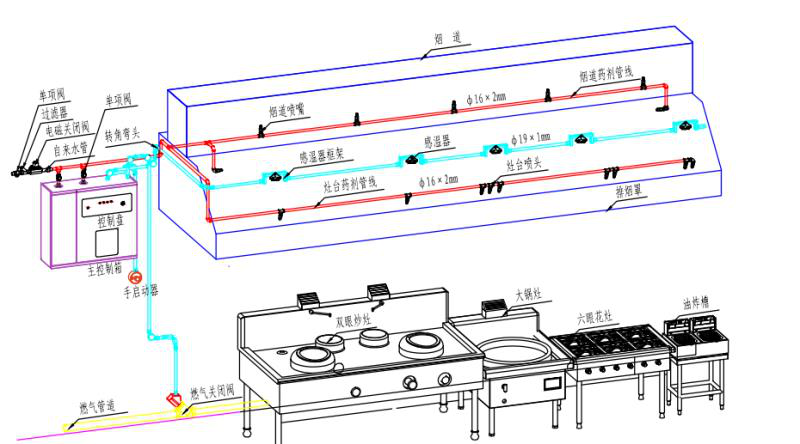 烟 道
单项阀
过滤器
电磁关闭阀
自来水管
单项阀
转角弯头
烟道喷嘴
ϕ16×2mm
烟道药剂管线
感温器框架
感温器
ϕ19×1mm
灶台药剂管线
ϕ16×2mm
灶台喷头
排烟罩
控制盘
主控制箱
手启动器
双眼炒灶
大锅灶
六眼花灶
油炸槽
燃气管道
燃气关闭阀